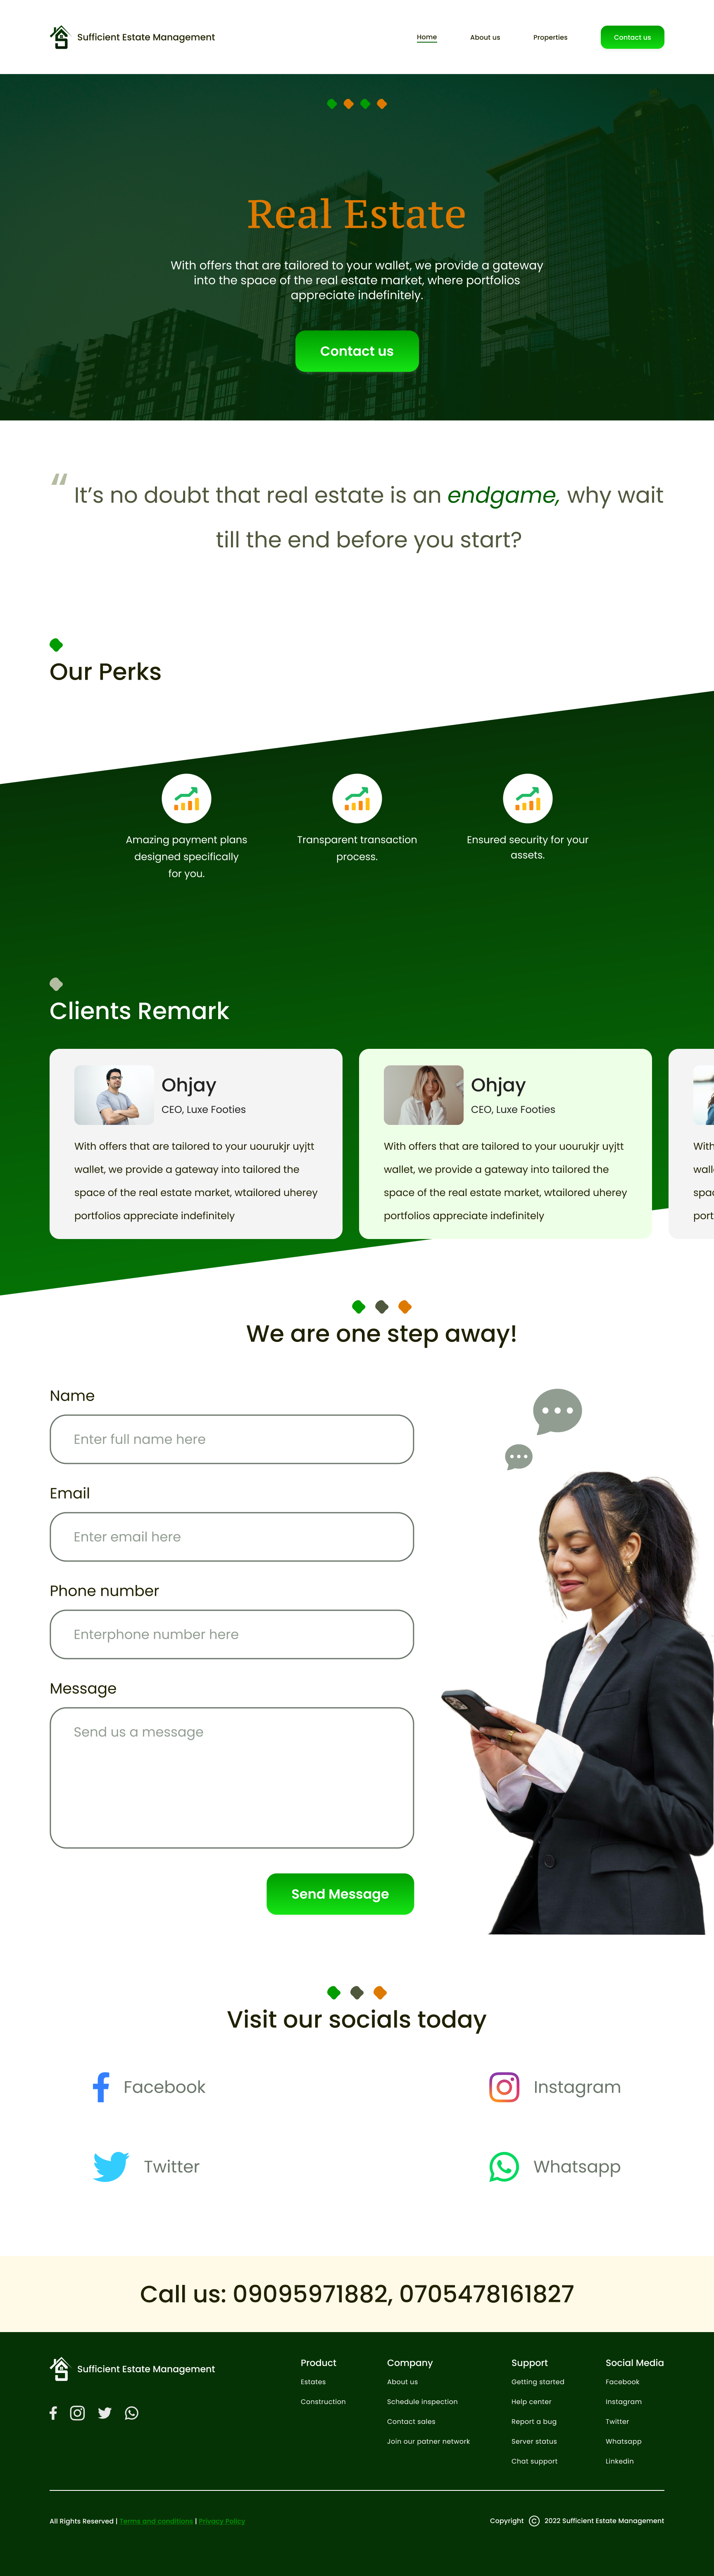 Sufficient Estate Management
Home
About us
Properties
Contact us
Real Estate
With offers that are tailored to your wallet, we provide a gateway
into the space of the real estate market, where portfolios
appreciate indefinitely.
Contact us
“ It’s no doubt that real estate is an endgame, why wait
till the end before you start?
Our Perks
Amazing payment plans
designed specifically
for you.
Transparent transaction
process.
Ensured security for your
assets.
Clients Remark
Ohjay
CEO, Luxe Footies
With offers that are tailored to your uourukjr uyjtt
wallet, we provide a gateway into tailored the
space of the real estate market, wtailored uherey
portfolios appreciate indefinitely
Ohjay
CEO, Luxe Footies
With offers that are tailored to your uourukjr uyjtt
wallet, we provide a gateway into tailored the
space of the real estate market, wtailored uherey
portfolios appreciate indefinitely
With
wall
spac
port
We are one step away!
Name
Enter full name here
Email
Enter email here
Phone number
Enterphone number here
Message
Send us a message
Send Message
Visit our socials today
Facebook
Instagram
Twitter
Whatsapp
Call us: 09095971882, 0705478161827
Sufficient Estate Management
Product
Estates
Construction
Company
About us
Schedule inspection
Contact sales
Join our patner network
Support
Getting started
Help center
Report a bug
Server status
Chat support
Social Media
Facebook
Instagram
Twitter
Whatsapp
Linkedin
All Rights Reserved | Terms and conditions | Privacy Policy
Copyright © 2022 Sufficient Estate Management